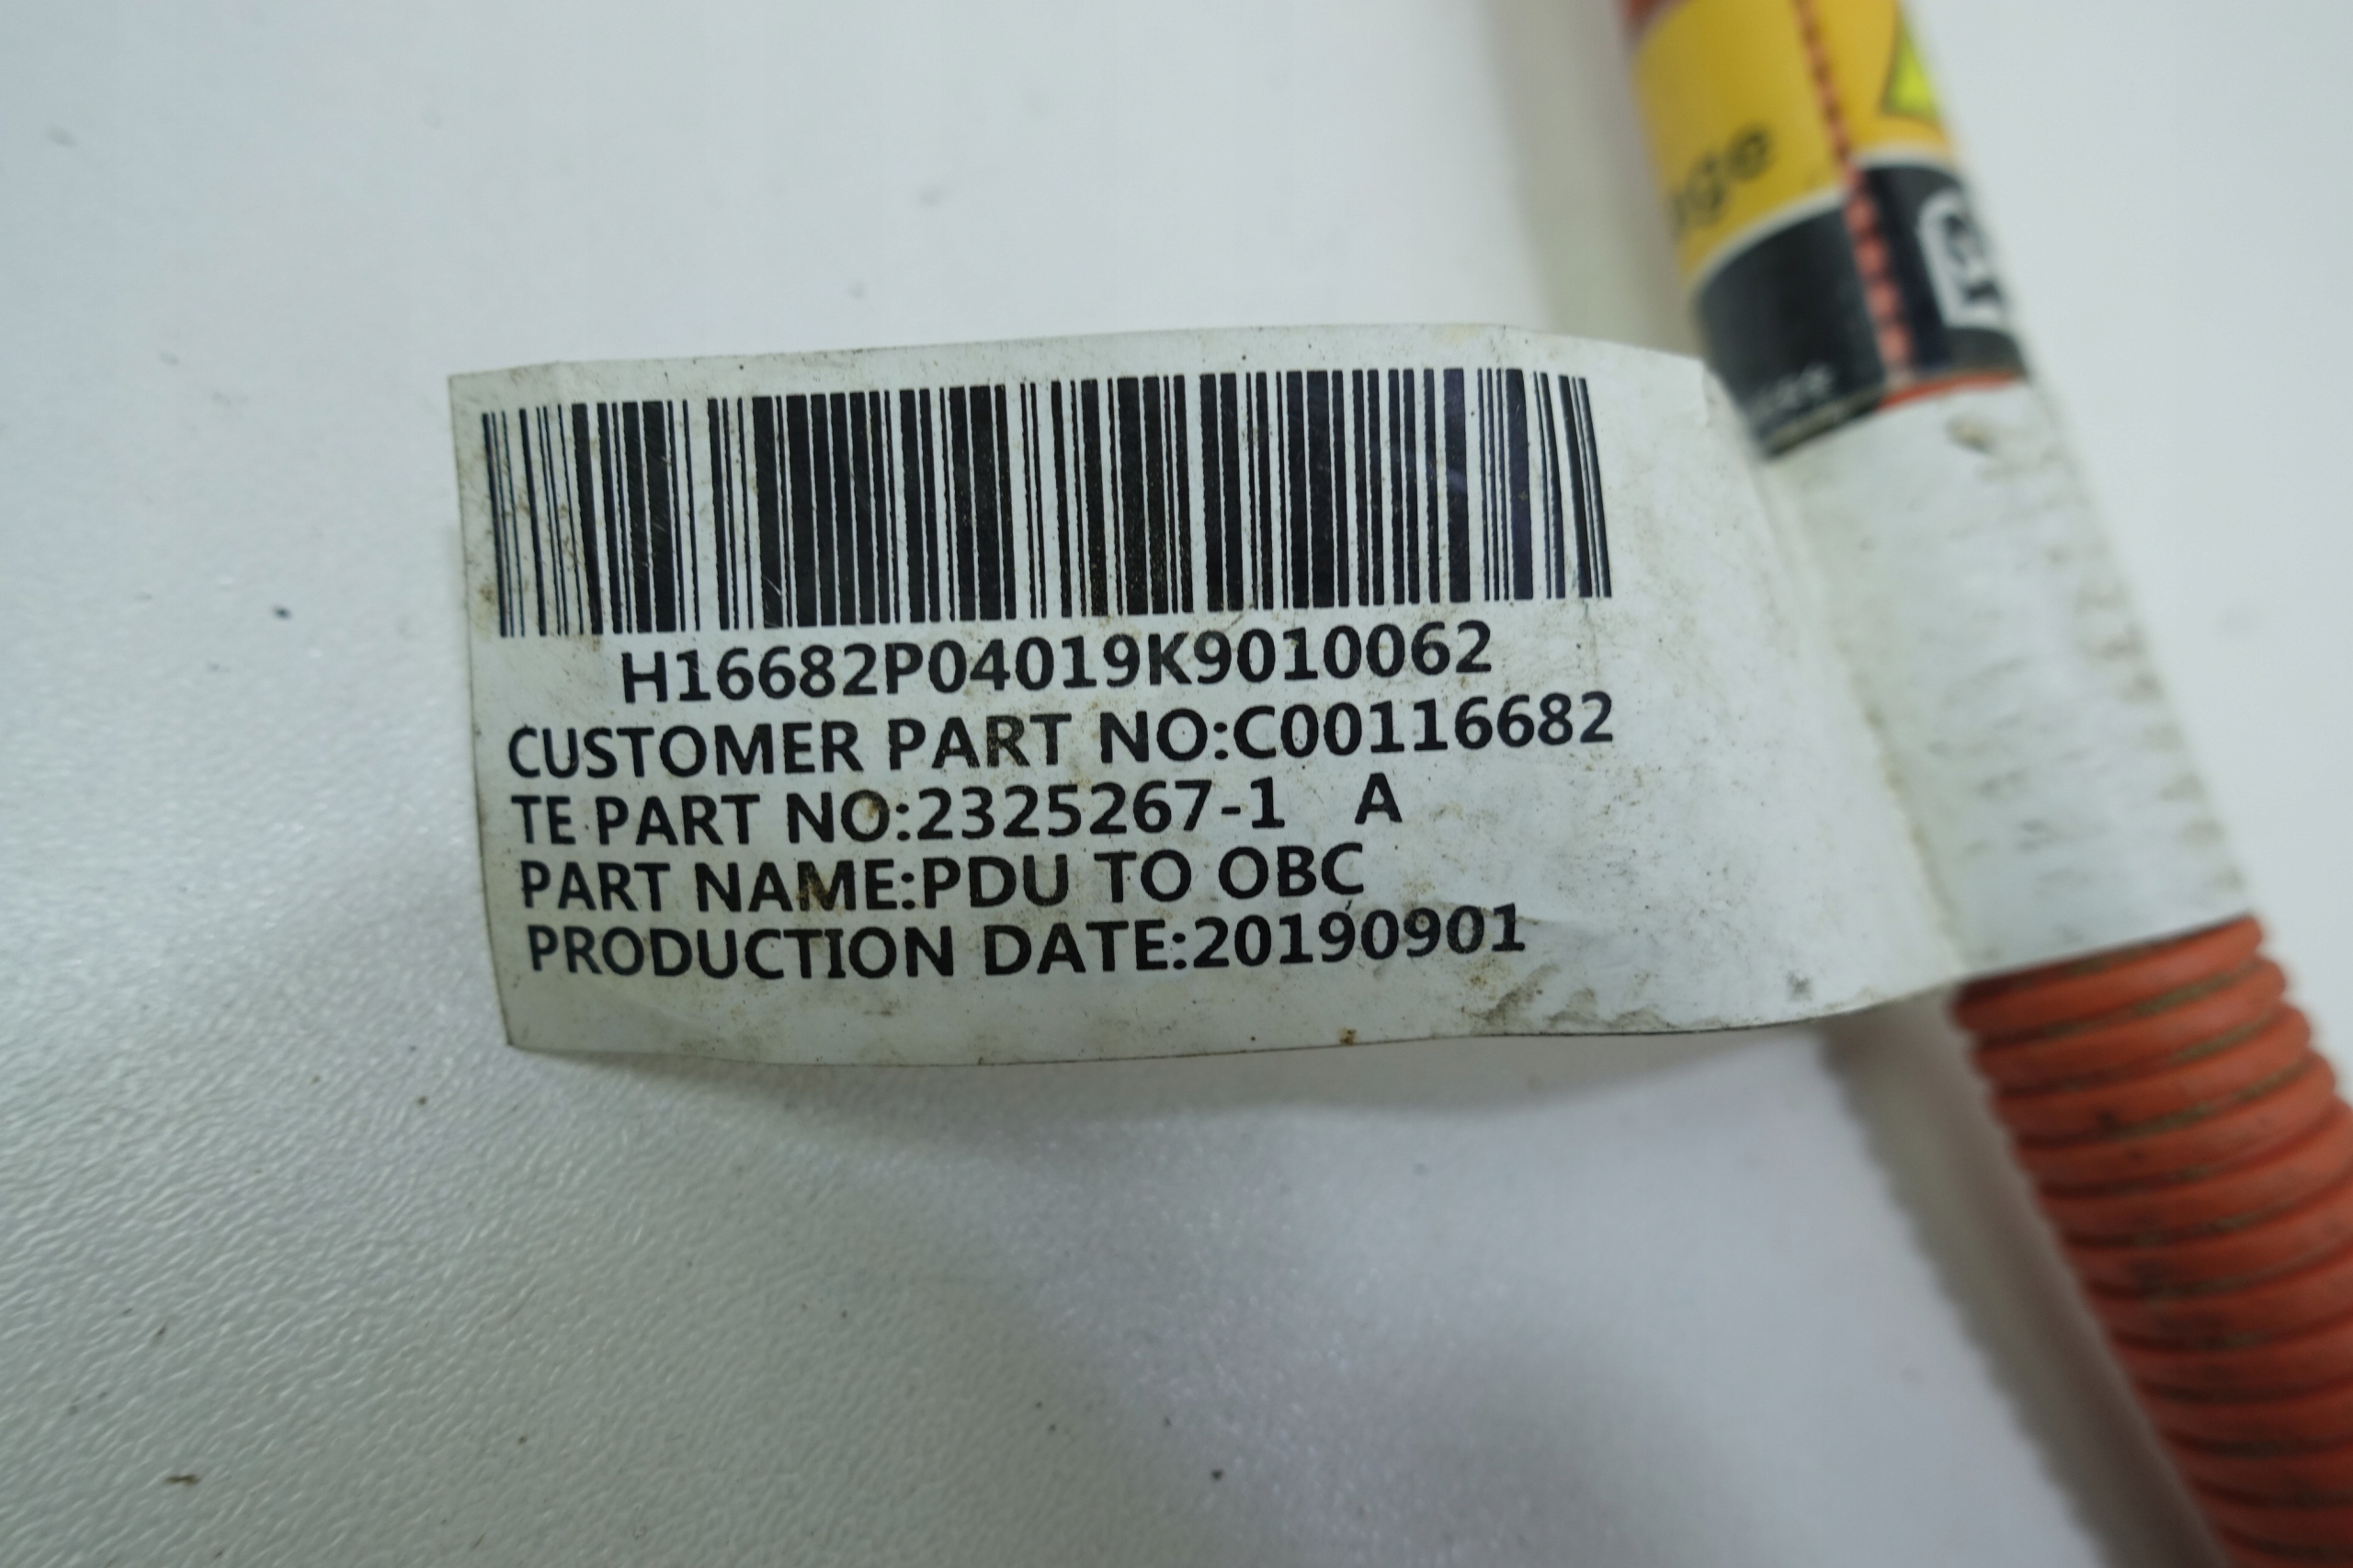 H16682P04019K9010062
CUSTOMER PART NO:C00116682
TE PART NO:2325267-1 A
PART NAME:PDU TO OBC
PRODUCTION DATE:20190901